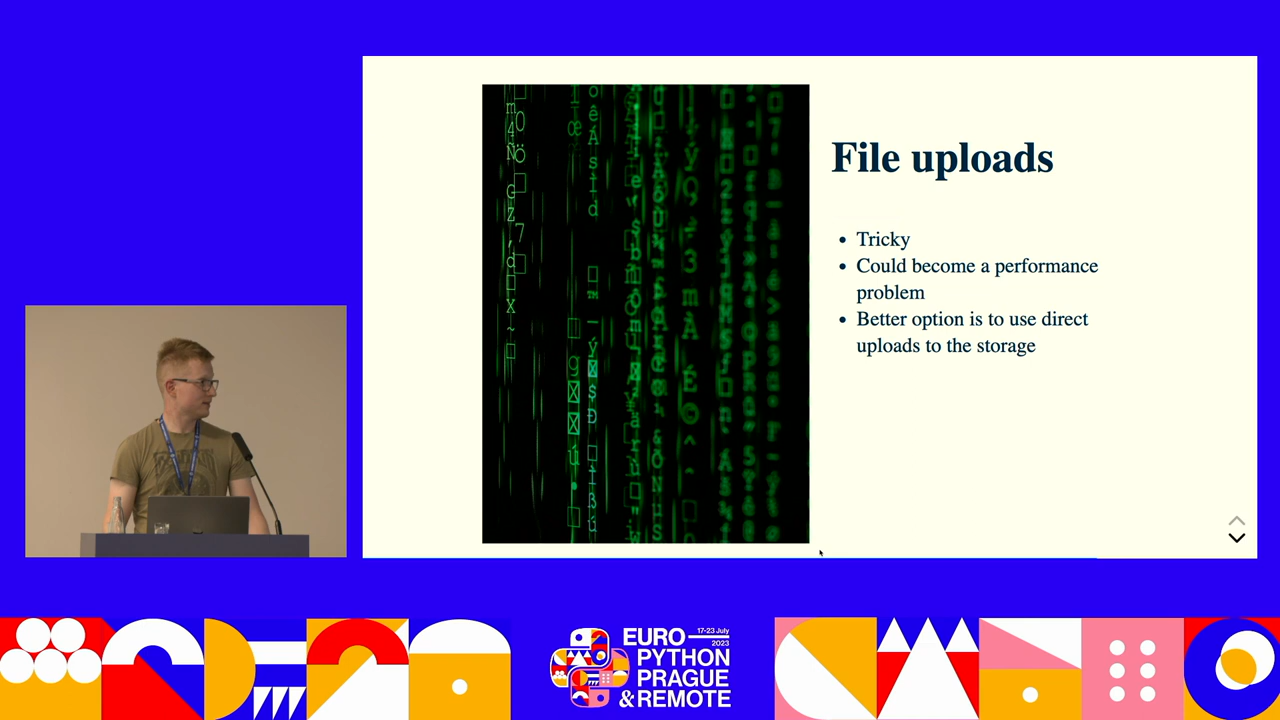 File uploads
Tricky
Could become a performance
problem
Better option is to use direct
uploads to the storage
EURO
17-23 July
2023
PYTHON
PRAGUE
& REMOTE